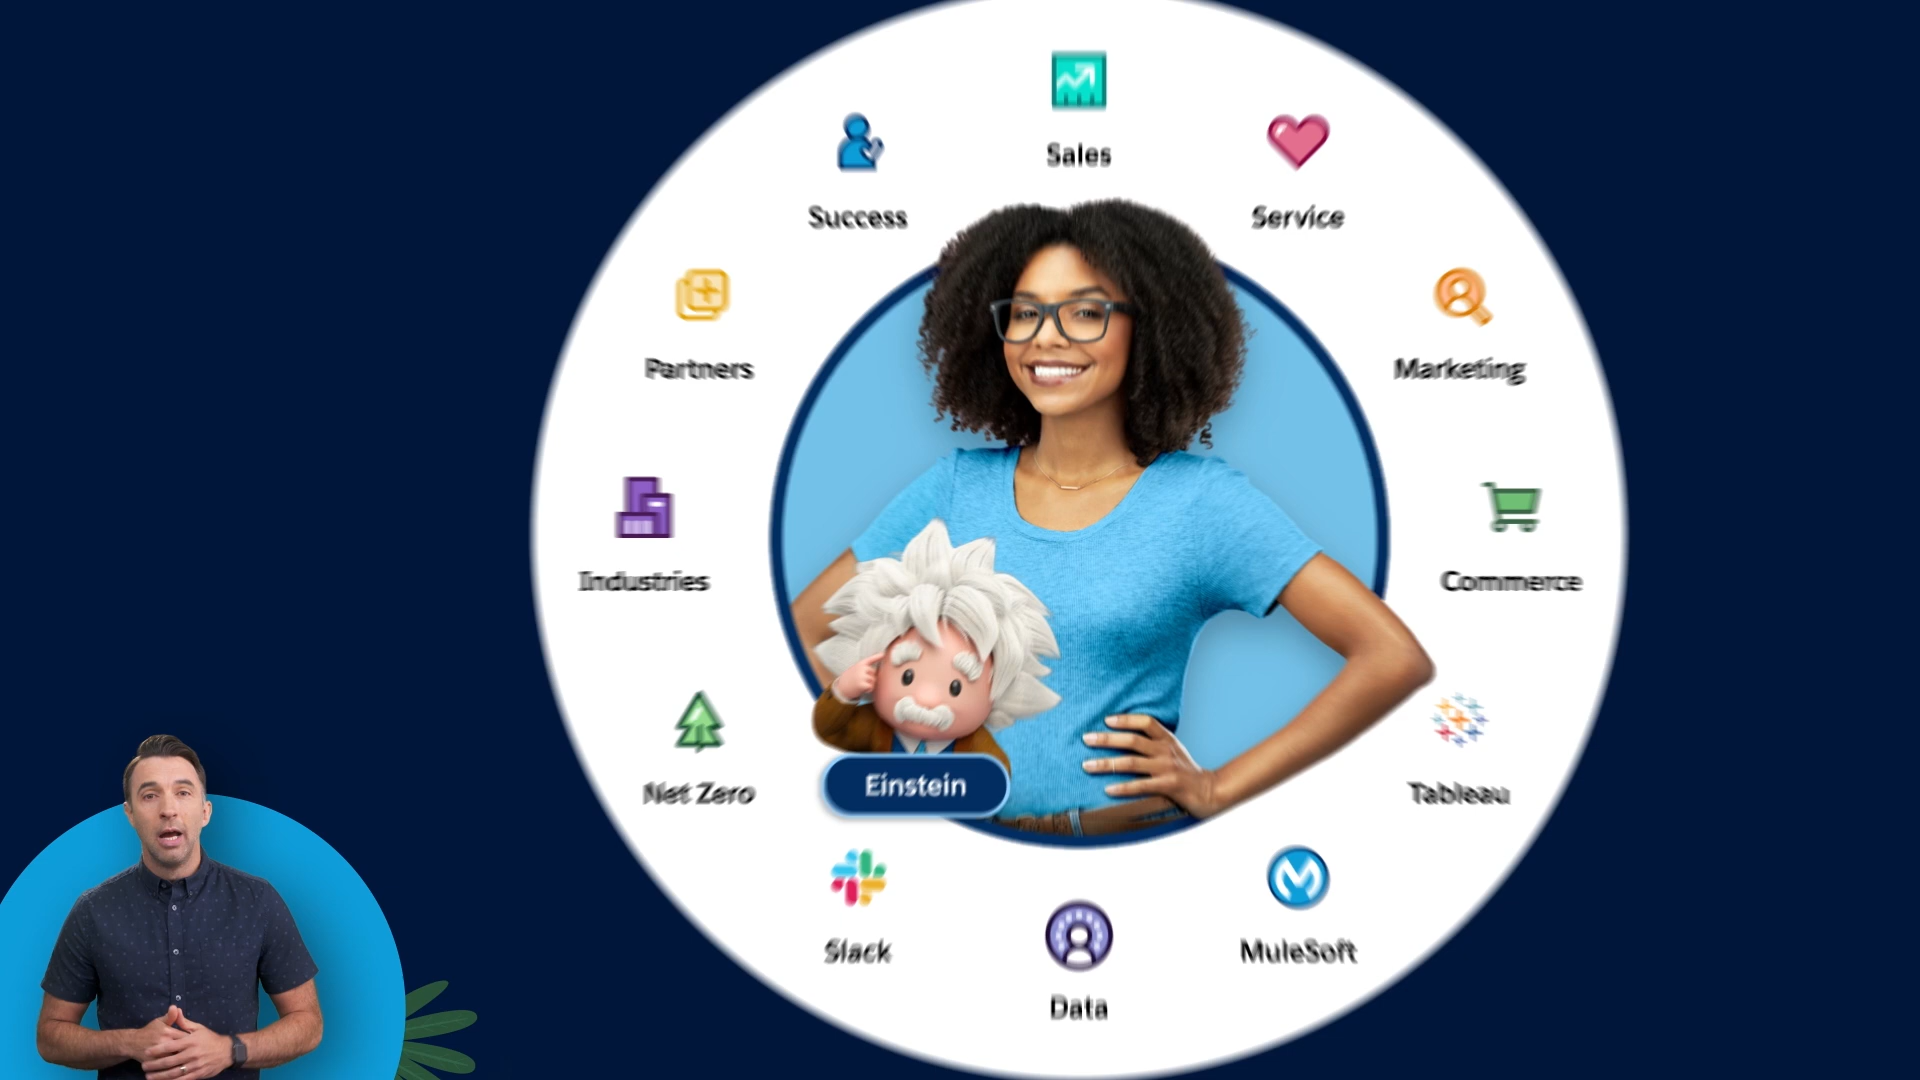 Sales
Success
Service
Partners
Marketing
Industries
Commerce
Net Zero
Einstein
Tableau
Slack
MuleSoft
Data